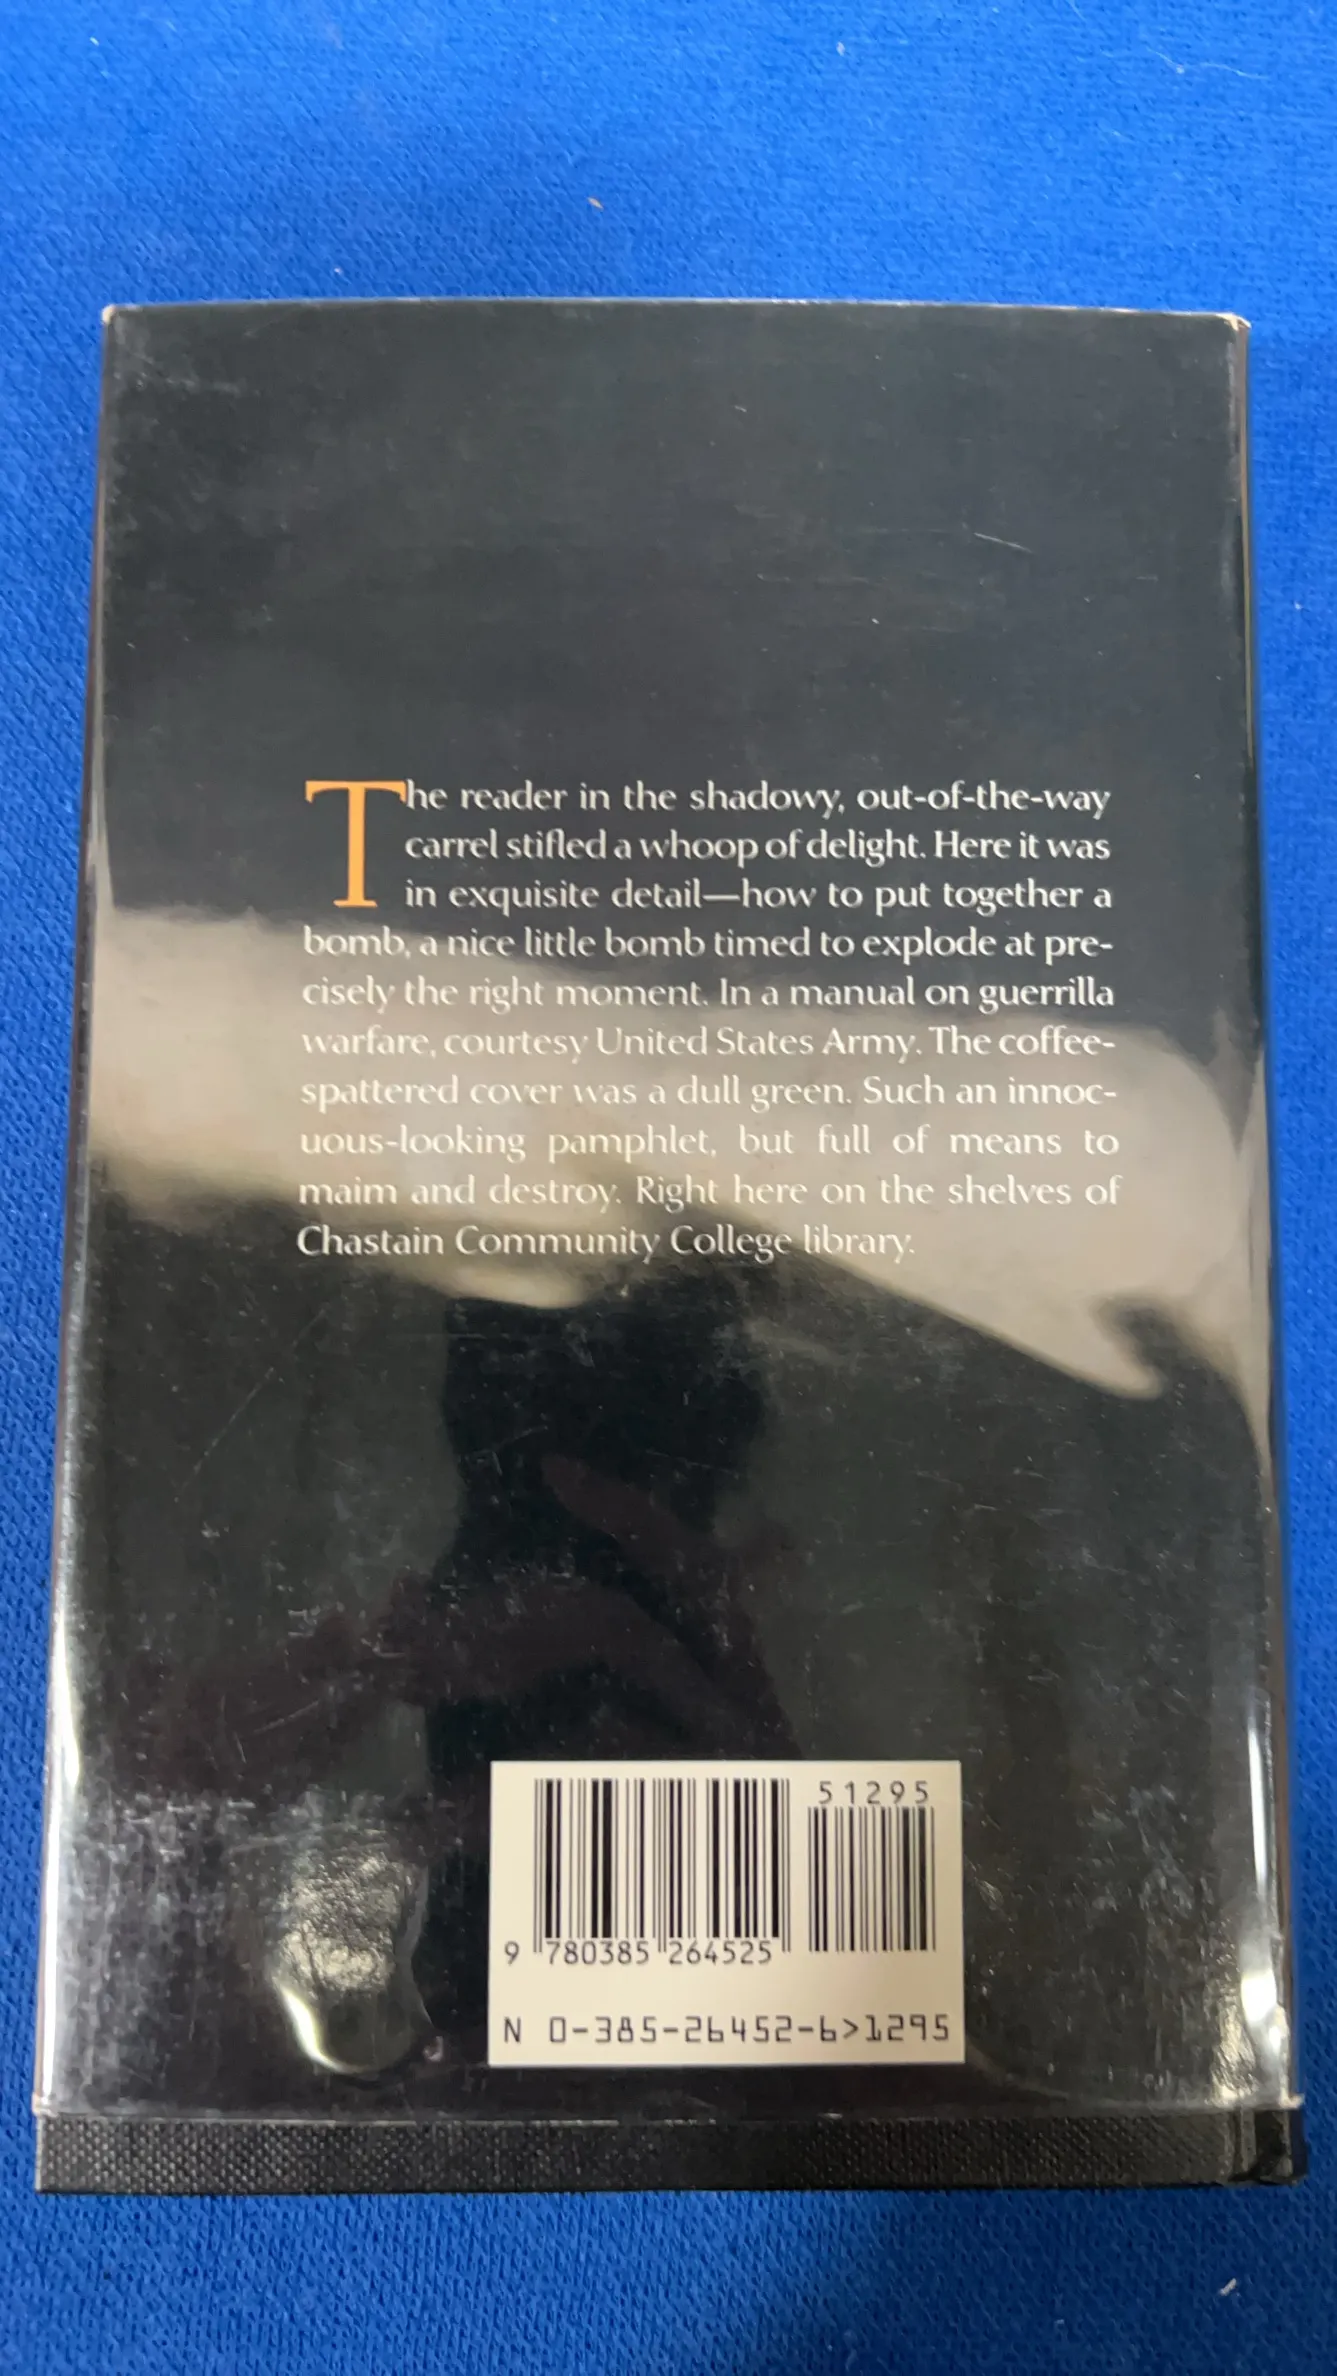 The reader in the shadowy, out-of-the-way
carrel stifled a whoop of delight. Here it was
in exquisite detail—how to put together a
bomb, a nice little bomb timed to explode at pre-
cisely the right moment. In a manual on guerrilla
warfare, courtesy United States Army. The coffee-
spattered cover was a dull green. Such an innoc-
uous-looking pamphlet, but full of means to
maim and destroy. Right here on the shelves of
Chastain Community College library.
51295
9 780385 264525
N 0-385-26452-6>1295